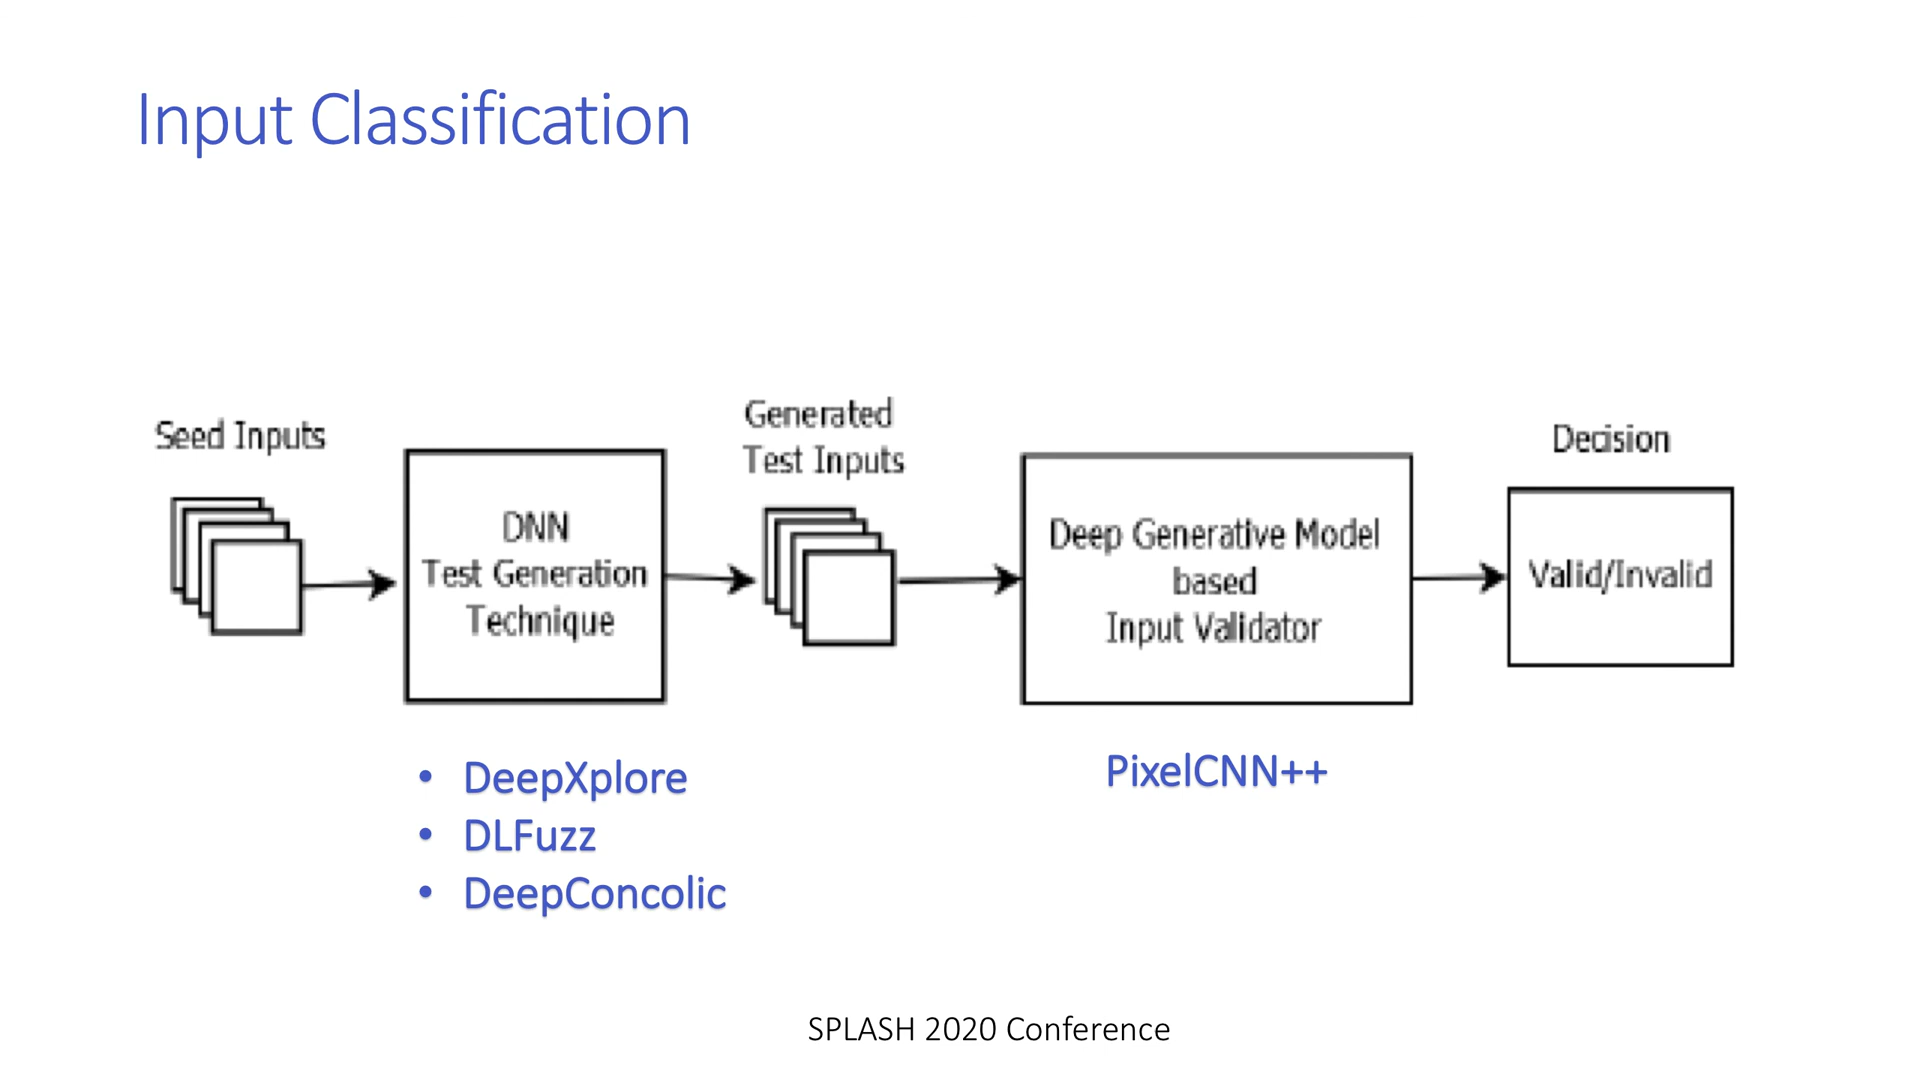 Input Classification
Seed Inputs
DNN
Test Generation
Technique
Generated
Test Inputs
Deep Generative Model
based
Input Validator
Decision
Valid/Invalid
• DeepXplore
• DLFuzz
• DeepConcolic
PixelCNN++
SPLASH 2020 Conference